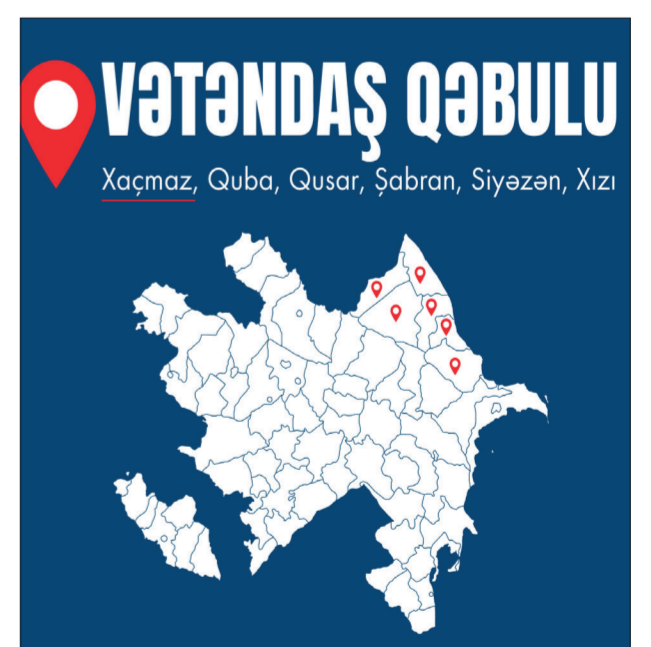 VƏTƏNDAŞ QƏBULU
Xaçmaz, Quba, Qusar, Şabran, Siyəzən, Xızı